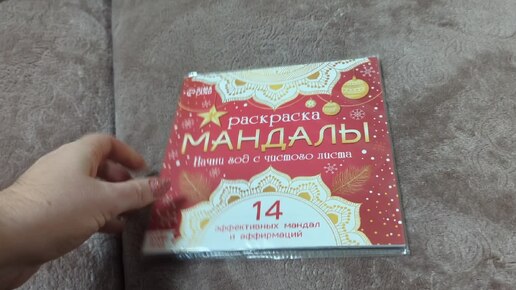 раскраска
МАНДАЛЫ
Начни год с чистого листа
14
эффективных мандал
и аффирмаций